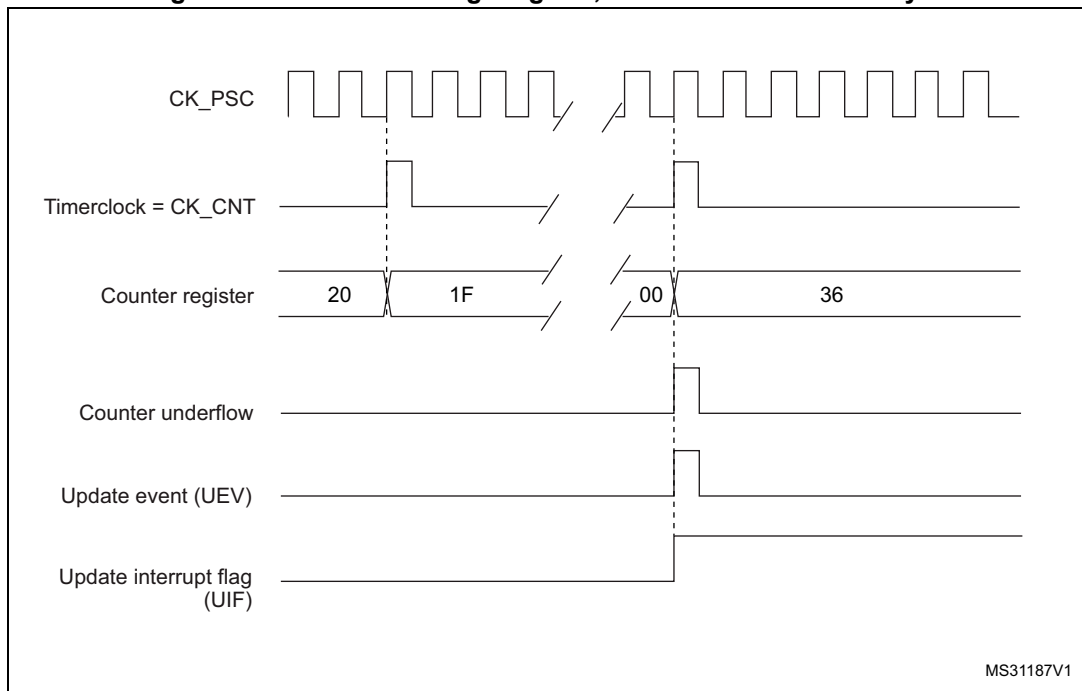 CK_PSC
Timerclock = CK_CNT
Counter register 20 1F 00 36
Counter underflow
Update event (UEV)
Update interrupt flag
(UIF)
MS31187V1